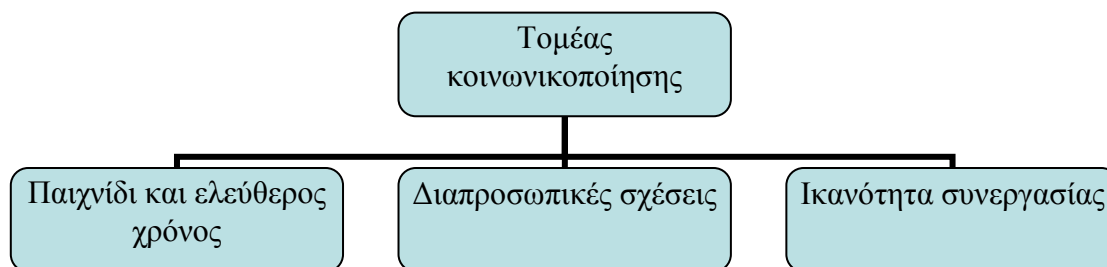 Τομέας
κοινωνικοποίησης
Παιχνίδι και ελεύθερος
χρόνος
Διαπροσωπικές σχέσεις
Ικανότητα συνεργασίας